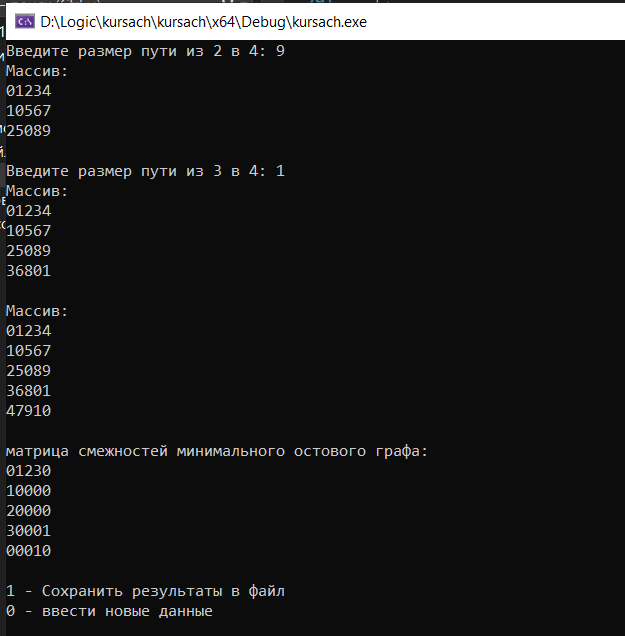 D:\Logic\kursach\kursach\x64\Debug\kursach.exe
Введите размер пути из 2 в 4: 9
Массив:
01234
10567
25089
Введите размер пути из 3 в 4: 1
Массив:
01234
10567
25089
36801
Массив:
01234
10567
25089
36801
47910
матрица смежностей минимального остового графа:
01230
10000
20000
30001
00010
1 - Сохранить результаты в файл
0 - ввести новые данные